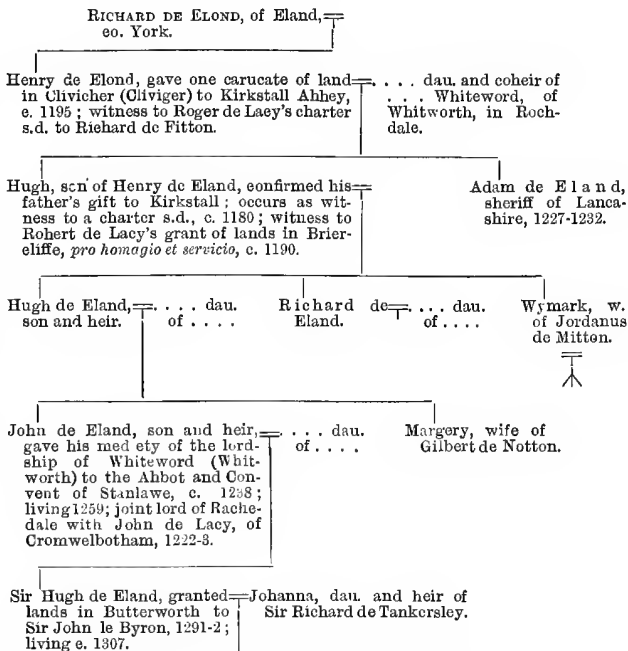 RICHARD DE ELOND, of Eland,
eo. York.
Henry de Elond, gave one carucate of land
in Clivicher (Cliviger) to Kirkstall Ahhey,
e. 1195 ; witness to Roger de Laey's charter
s.d. to Riehard de Fitton.
. . . . dau. and coheir of
. . . Whiteword, of
Whitworth, in Roch-
dale.
Hugh, son of Henry de Eland, eonfirmed his
father's gift to Kirkstall ; occurs as wit-
ness to a charter s.d., c. 1180 ; witness to
Robert de Lacy's grant of lands in Brier-
eliffe, pro homagio et servicio, c. 1190.
Adam de Eland,
sheriff of Lanca-
shire, 1227-1232.
Hugh de Eland,
son and heir.
. . . . dau.
of . . . .
Richard de
Eland.
. . . . dau.
of . . . .
Wymark, w.
of Jordanus
de Mitton.
John de Eland, son and heir,
gave his med ety of the lord-
ship of Whiteword (Whit-
worth) to the Ahbot and Con-
vent of Stanlawe, c. 1238 ;
living 1259; joint lord of Rache-
dale with John de Lacy, of
Cromwelbotham, 1222-3.
. . . . dau.
of . . . .
Margery, wife of
Gilbert de Notton.
Sir Hugh de Eland, granted
lands in Butterworth to
Sir John le Byron, 1291-2 ;
living e. 1307.
Johanna, dau. and heir of
Sir Richard de Tankersley.